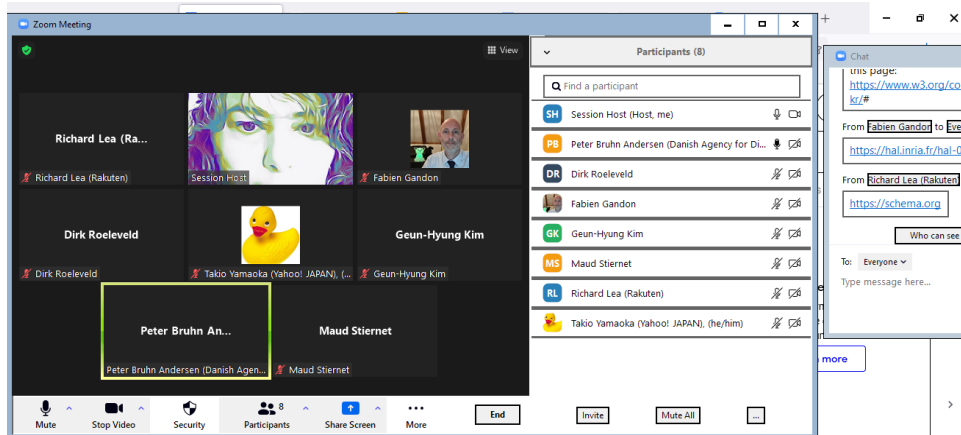 Zoom Meeting
View
Richard Lea (Ra...
Richard Lea (Rakuten)
Session Host
Fabien Gandon
Dirk Roeleveld
Geun-Hyung Kim
Dirk Roeleveld
Takio Yamaoka (Yahoo! JAPAN), (...
Geun-Hyung Kim
Peter Bruhn An...
Maud Stiernet
Peter Bruhn Andersen (Danish Agen...
Maud Stiernet
Mute
Stop Video
Security
8
Participants
Share Screen
More
End
Participants (8)
Find a participant
SH Session Host (Host, me)
PB Peter Bruhn Andersen (Danish Agency for Di...
DR Dirk Roeleveld
Fabien Gandon
GK Geun-Hyung Kim
MS Maud Stiernet
RL Richard Lea (Rakuten)
Takio Yamaoka (Yahoo! JAPAN), (he/him)
Invite
Mute All
...
Chat
this page:
https://www.w3.org/co
kr/#
From Fabien Gandon to Eve
https://hal.inria.fr/hal-0
From Richard Lea (Rakuten)
https://schema.org
Who can see
To: Everyone
Type message here...
more